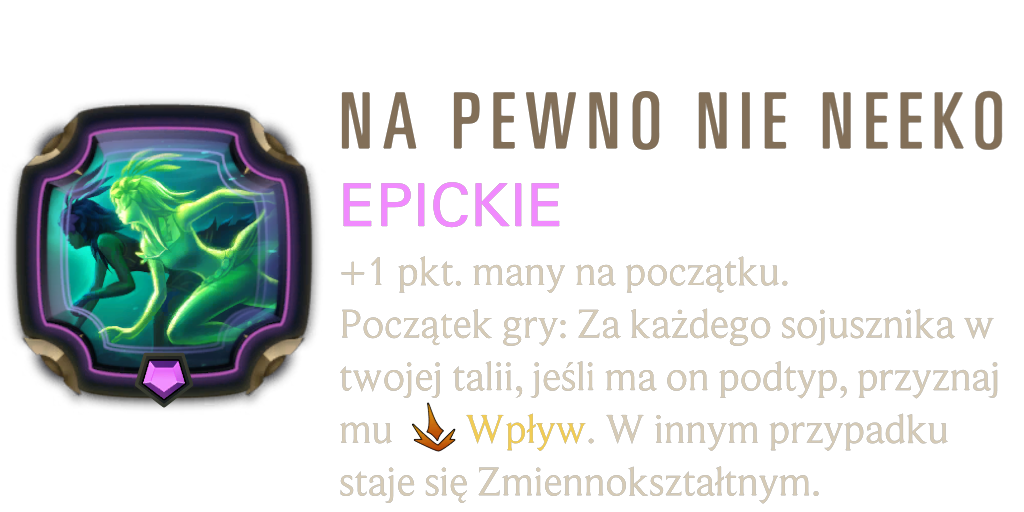 NA PEWNO NIE NEEKO
EPICKIE
+1 pkt. many na początku.
Początek gry: Za każdego sojusznika w
twojej talii, jeśli ma on podtyp, przyznaj
mu Wpływ. W innym przypadku
staje się Zmiennokształtnym.